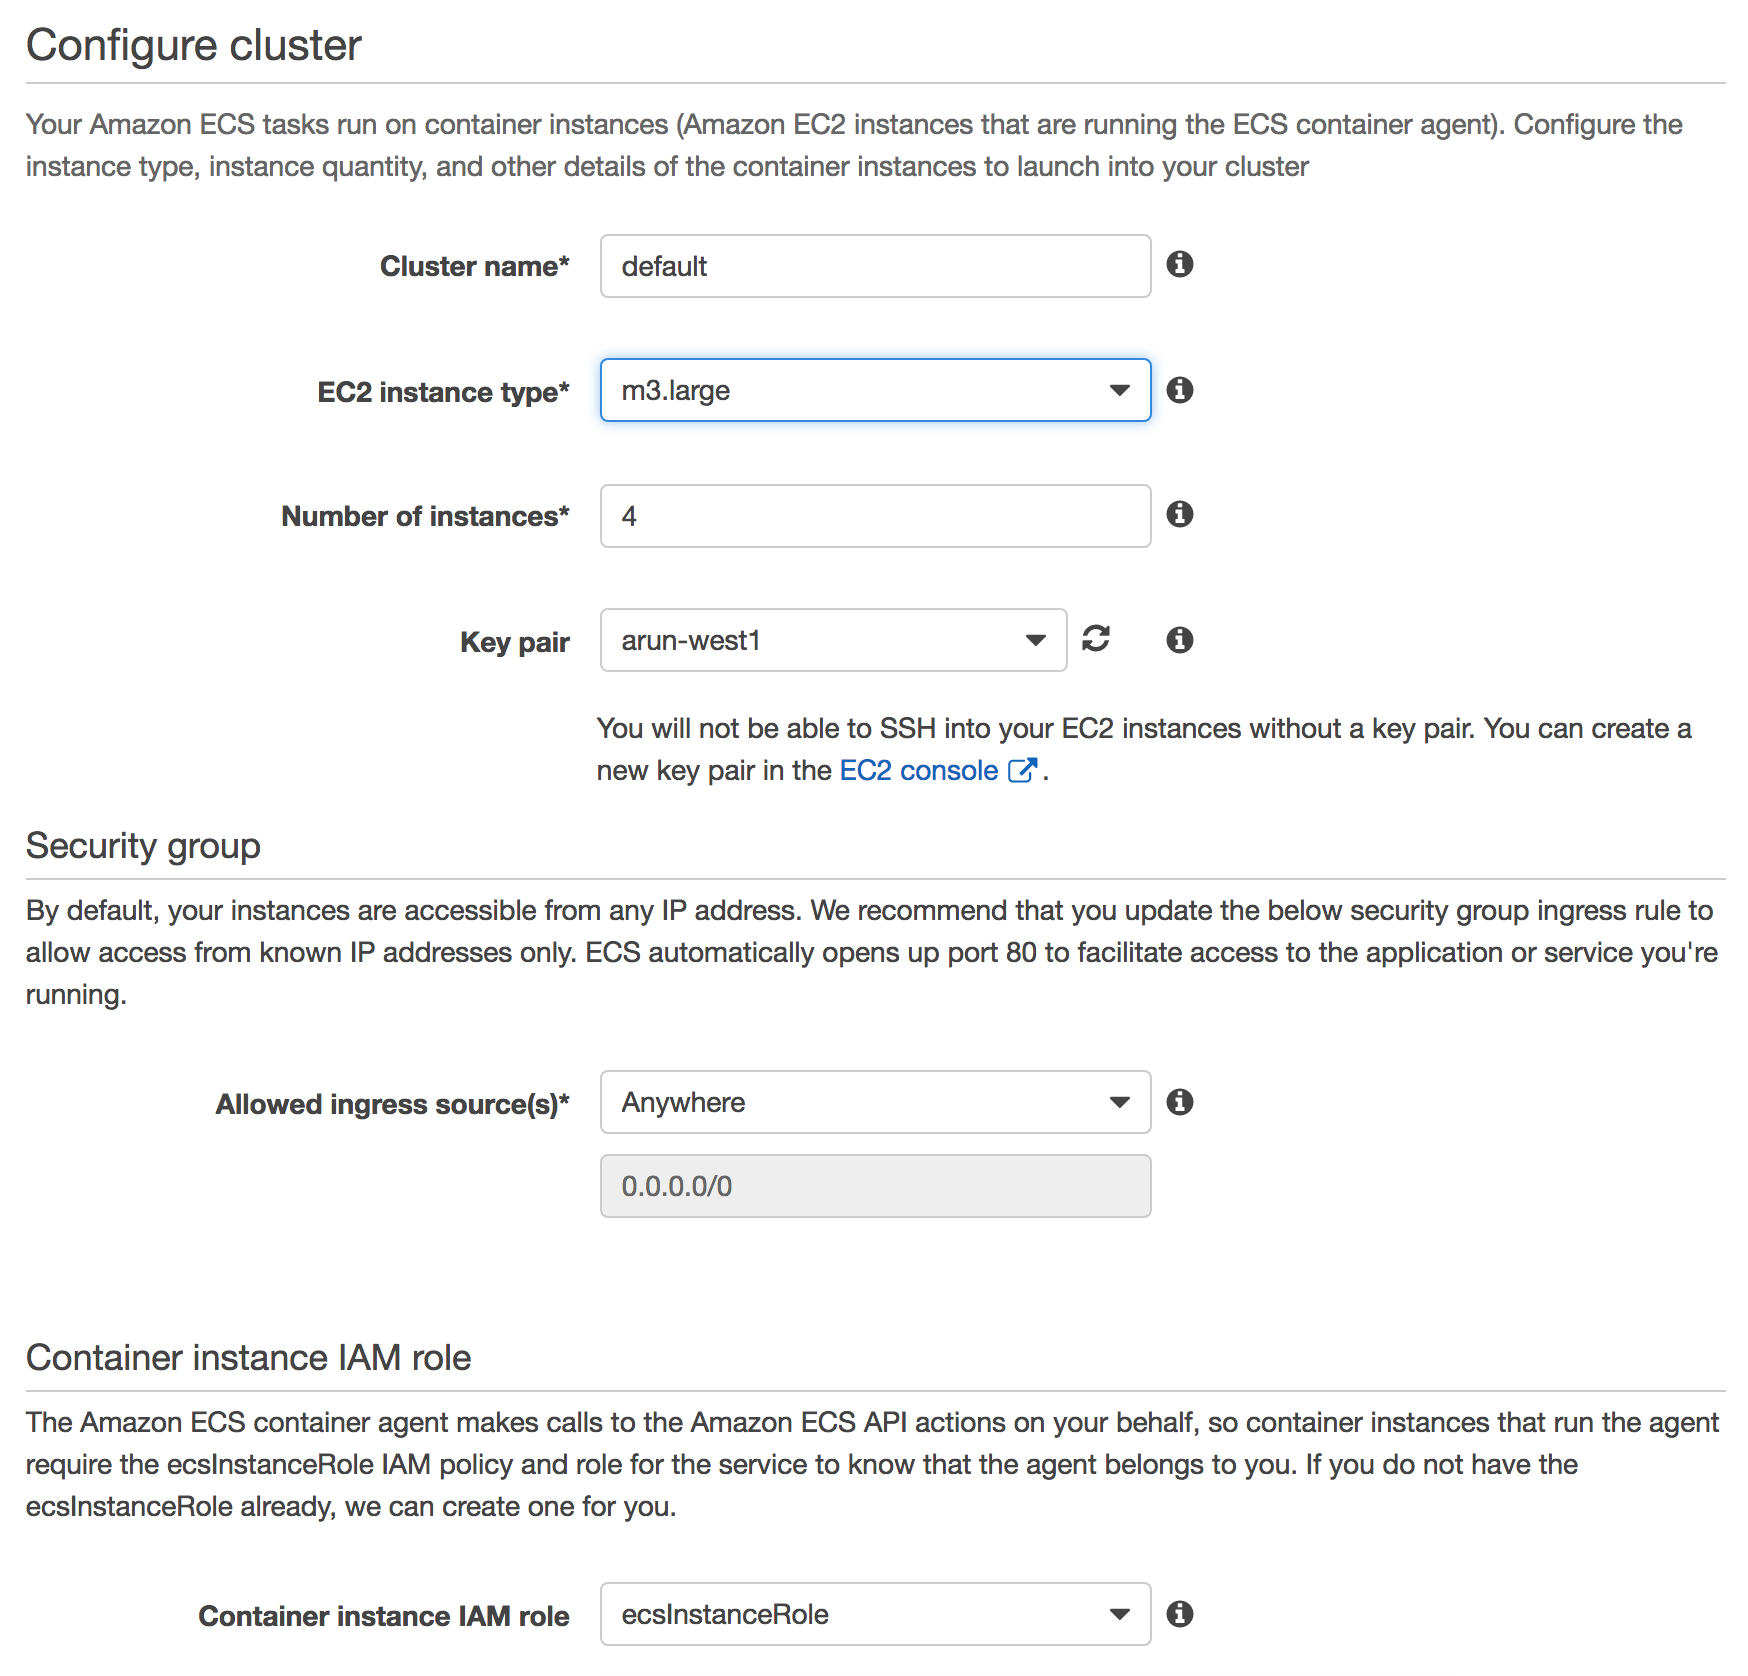 Configure cluster
Your Amazon ECS tasks run on container instances (Amazon EC2 instances that are running the ECS container agent). Configure the
instance type, instance quantity, and other details of the container instances to launch into your cluster
Cluster name* default
EC2 instance type* m3.large
Number of instances* 4
Key pair arun-west1
You will not be able to SSH into your EC2 instances without a key pair. You can create a
new key pair in the EC2 console .
Security group
By default, your instances are accessible from any IP address. We recommend that you update the below security group ingress rule to
allow access from known IP addresses only. ECS automatically opens up port 80 to facilitate access to the application or service you're
running.
Allowed ingress source(s)* Anywhere
0.0.0.0/0
Container instance IAM role
The Amazon ECS container agent makes calls to the Amazon ECS API actions on your behalf, so container instances that run the agent
require the ecsInstanceRole IAM policy and role for the service to know that the agent belongs to you. If you do not have the
ecsInstanceRole already, we can create one for you.
Container instance IAM role ecsInstanceRole